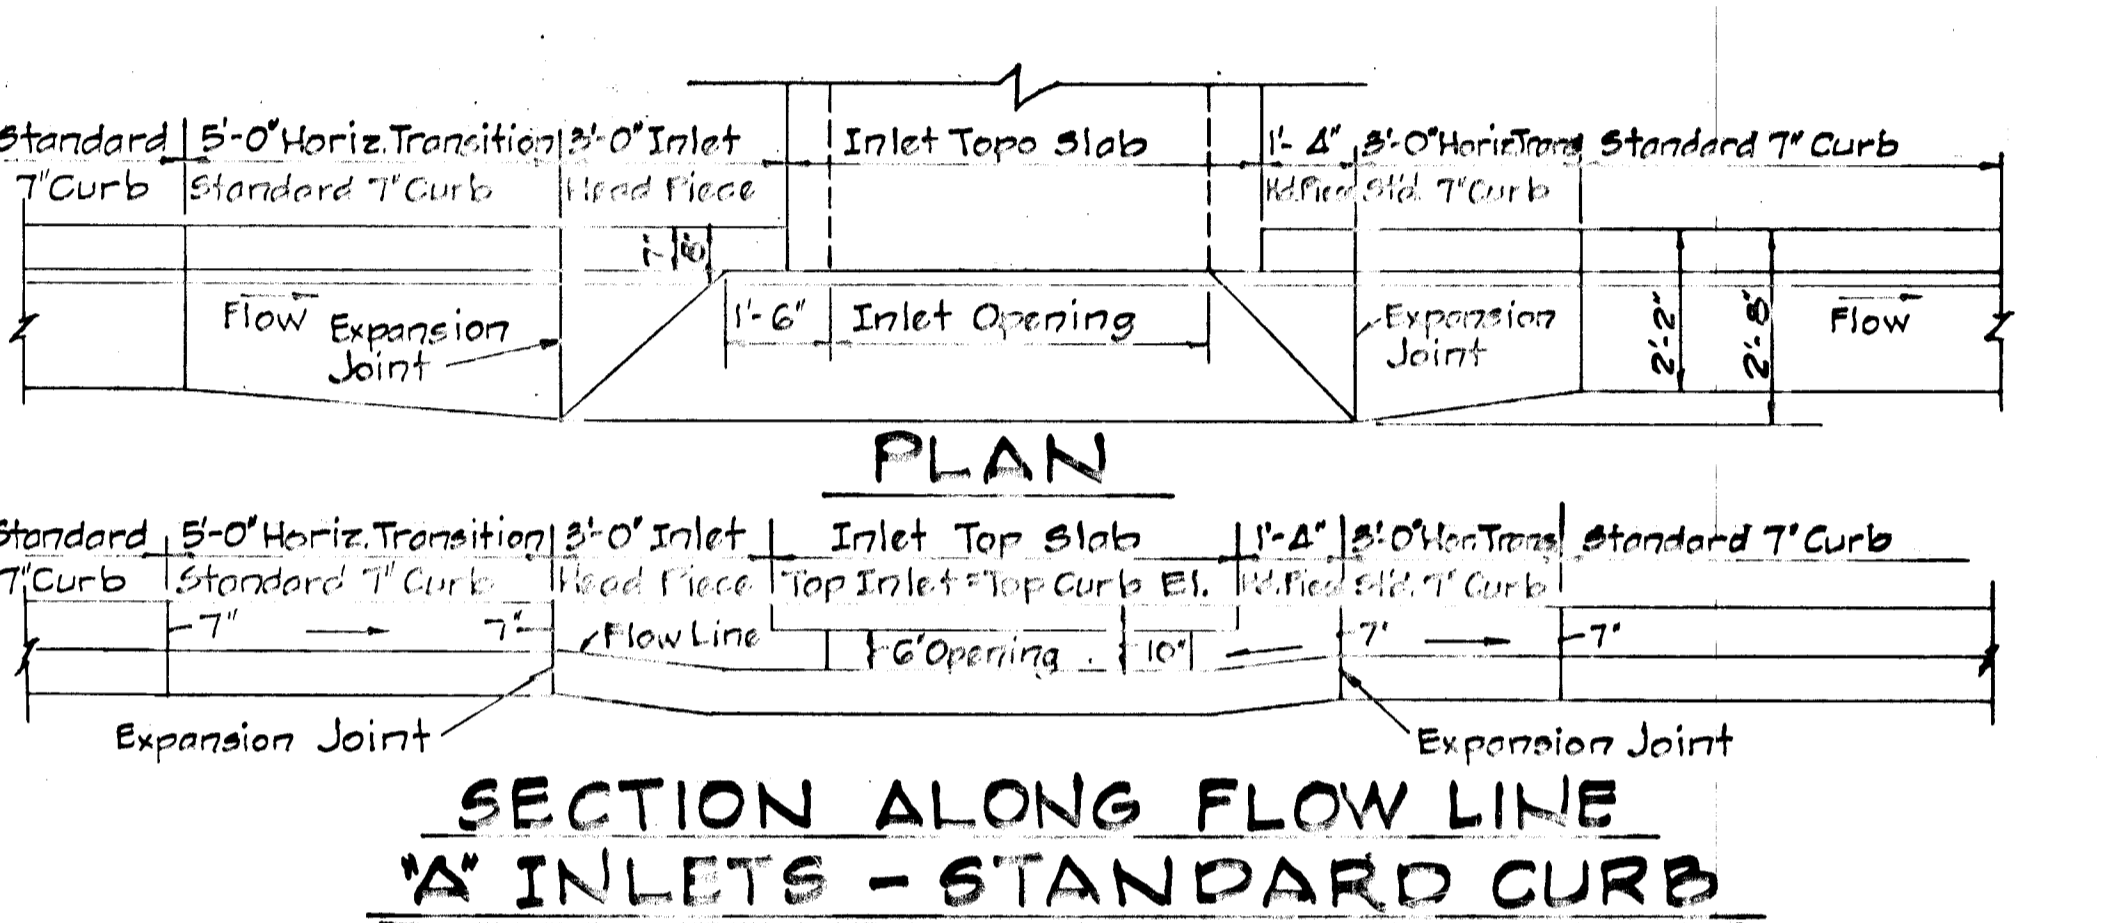 Standard 5'-0" Horiz. Transition 3'-0" Inlet Inlet Topo Slab 1'-4" 3'-0" Horiz Trans Standard 7" Curb
7" Curb Standard 7" Curb Head Piece Hd. Piece Std. 7" Curb
Flow Expansion Joint
1'-6" Inlet Opening
Expansion Joint
2'-2"
2'-8"
Flow
PLAN
Standard 5'-0" Horiz. Transition 3'-0" Inlet Inlet Top Slab 1'-4" 3'-0" Hor. Trans Standard 7" Curb
7" Curb Standard 7" Curb Head Piece Top Inlet = Top Curb El. Hd. Piece Std. 7" Curb
7" 7" Flow Line 6" Opening 10" 7" 7"
Expansion Joint Expansion Joint
SECTION ALONG FLOW LINE
"A" INLETS - STANDARD CURB